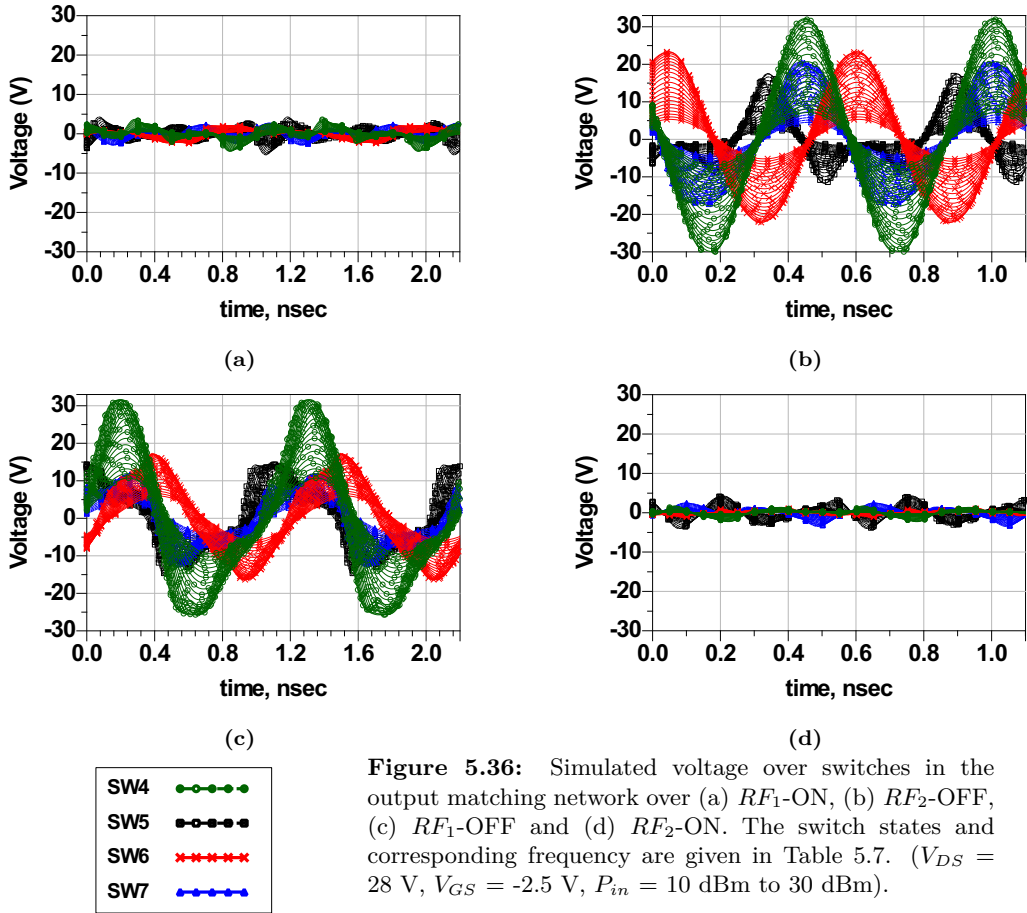 Voltage (V)
30
20
10
0
-10
-20
-30
0.0 0.4 0.8 1.2 1.6 2.0
time, nsec
(a)
Voltage (V)
30
20
10
0
-10
-20
-30
0.0 0.2 0.4 0.6 0.8 1.0
time, nsec
(b)
Voltage (V)
30
20
10
0
-10
-20
-30
0.0 0.4 0.8 1.2 1.6 2.0
time, nsec
(c)
Voltage (V)
30
20
10
0
-10
-20
-30
0.0 0.2 0.4 0.6 0.8 1.0
time, nsec
(d)
SW4
SW5
SW6
SW7
Figure 5.36: Simulated voltage over switches in the
output matching network over (a) RF₁-ON, (b) RF₂-OFF,
(c) RF₁-OFF and (d) RF₂-ON. The switch states and
corresponding frequency are given in Table 5.7. (V_DS =
28 V, V_GS = -2.5 V, P_in = 10 dBm to 30 dBm).